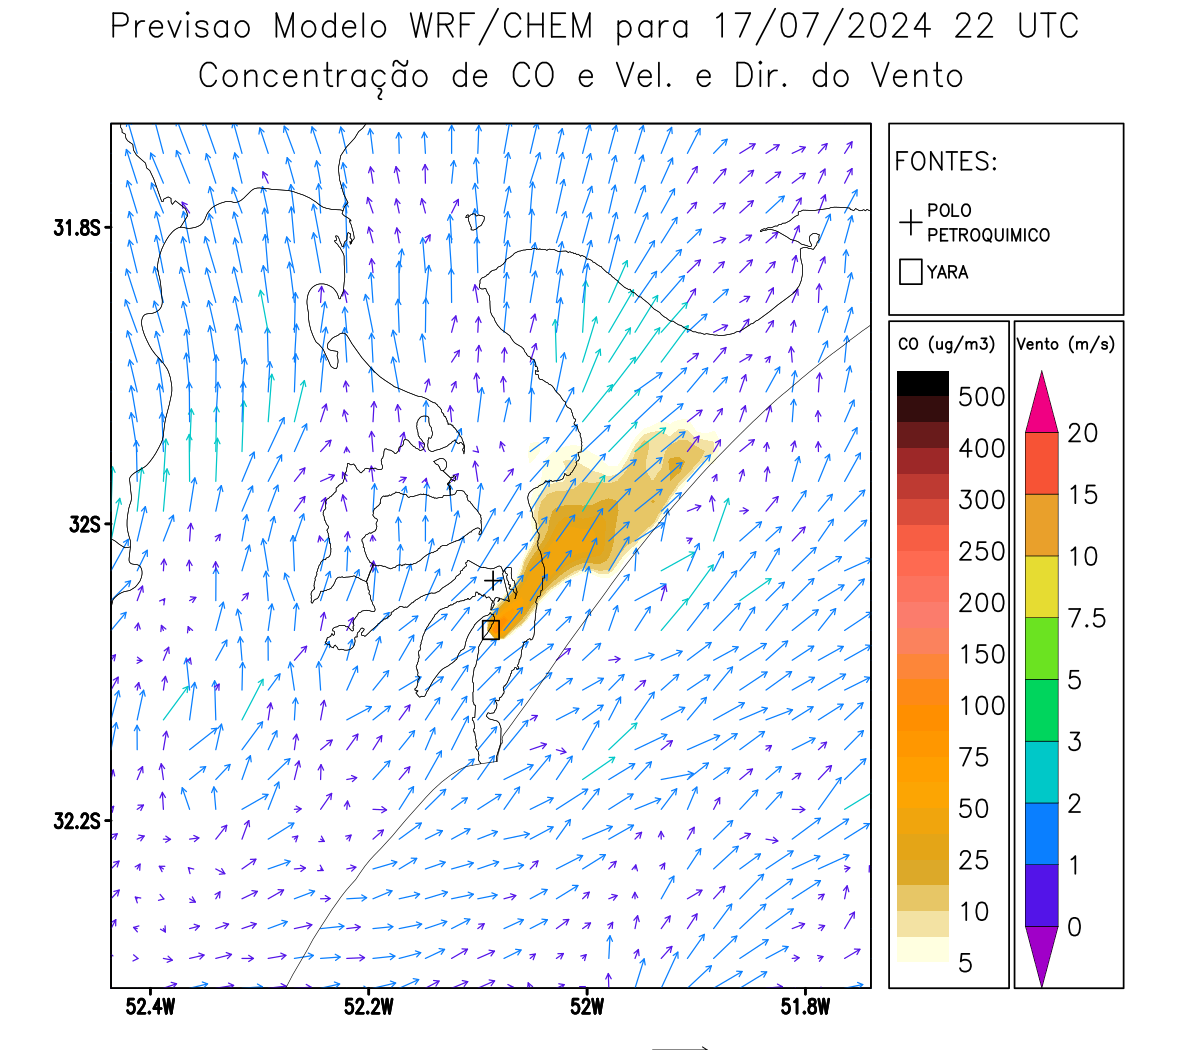 Previsao Modelo WRF/CHEM para 17/07/2024 22 UTC
Concentração de CO e Vel. e Dir. do Vento
FONTES:
POLO
PETROQUIMICO
YARA
CO (ug/m3)
500
400
300
250
200
150
100
75
50
25
10
5
Vento (m/s)
20
15
10
7.5
5
3
2
1
0
31.8S
32S
32.2S
52.4W
52.2W
52W
51.8W